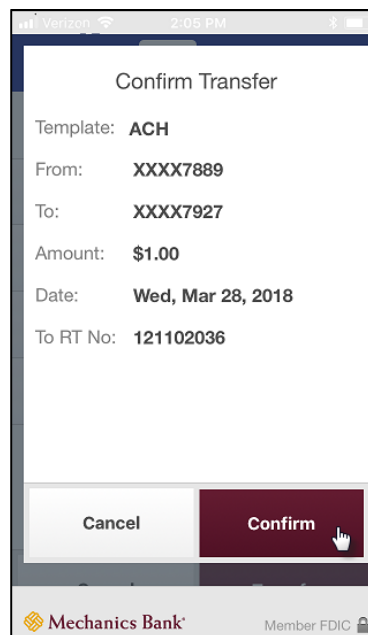 Verizon 2:05 PM
Confirm Transfer
Template: ACH
From: XXXX7889
To: XXXX7927
Amount: $1.00
Date: Wed, Mar 28, 2018
To RT No: 121102036
Cancel Confirm
Mechanics Bank Member FDIC